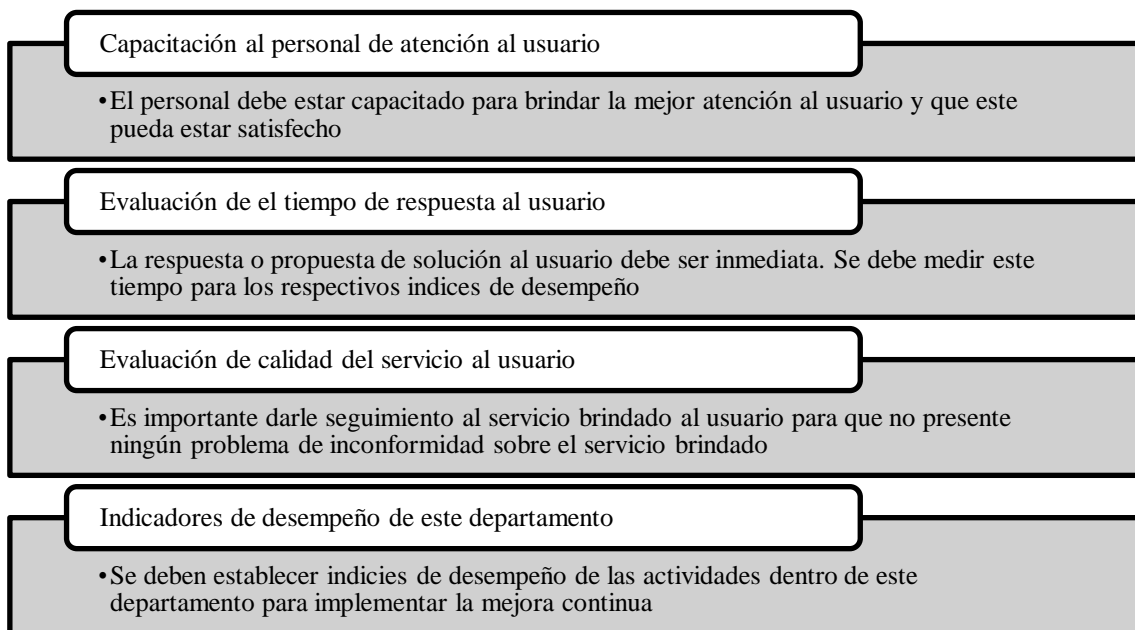 Capacitación al personal de atención al usuario
•El personal debe estar capacitado para brindar la mejor atención al usuario y que este
pueda estar satisfecho
Evaluación de el tiempo de respuesta al usuario
•La respuesta o propuesta de solución al usuario debe ser inmediata. Se debe medir este
tiempo para los respectivos indices de desempeño
Evaluación de calidad del servicio al usuario
•Es importante darle seguimiento al servicio brindado al usuario para que no presente
ningún problema de inconformidad sobre el servicio brindado
Indicadores de desempeño de este departamento
•Se deben establecer indicies de desempeño de las actividades dentro de este
departamento para implementar la mejora continua